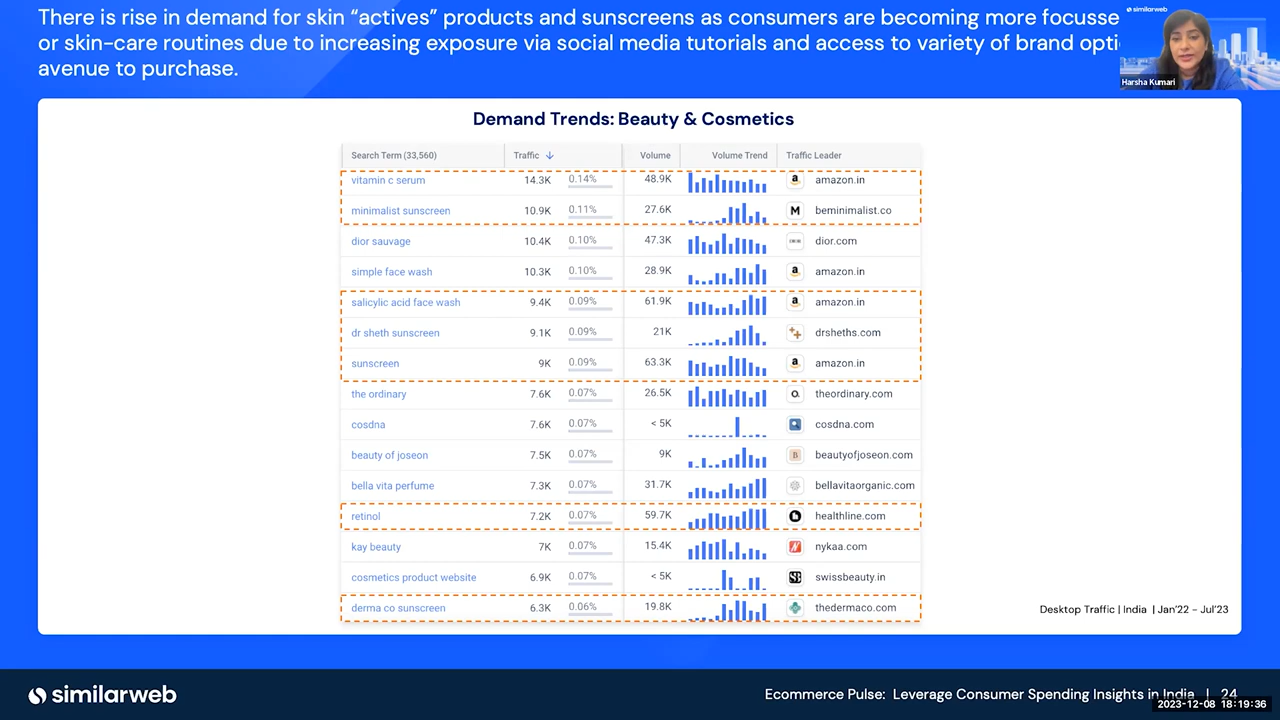 There is rise in demand for skin “actives” products and sunscreens as consumers are becoming more focusse
or skin-care routines due to increasing exposure via social media tutorials and access to variety of brand opti
avenue to purchase.
similarweb
Harsha Kumari
Demand Trends: Beauty & Cosmetics
Search Term (33,560) Traffic ↓ Volume Volume Trend Traffic Leader
vitamin c serum 14.3K 0.14% 48.9K amazon.in
minimalist sunscreen 10.9K 0.11% 27.6K M beminimalist.co
dior sauvage 10.4K 0.10% 47.3K DIOR dior.com
simple face wash 10.3K 0.10% 28.9K amazon.in
salicylic acid face wash 9.4K 0.09% 61.9K amazon.in
dr sheth sunscreen 9.1K 0.09% 21K drsheths.com
sunscreen 9K 0.09% 63.3K amazon.in
the ordinary 7.6K 0.07% 26.5K O. theordinary.com
cosdna 7.6K 0.07% < 5K cosdna.com
beauty of joseon 7.5K 0.07% 9K B beautyofjoseon.com
bella vita perfume 7.3K 0.07% 31.7K bellavitaorganic.com
retinol 7.2K 0.07% 59.7K h healthline.com
kay beauty 7K 0.07% 15.4K N nykaa.com
cosmetics product website 6.9K 0.07% < 5K SB swissbeauty.in
derma co sunscreen 6.3K 0.06% 19.8K thedermaco.com
Desktop Traffic | India | Jan’22 – Jul’23
similarweb
Ecommerce Pulse: Leverage Consumer Spending Insights in India | 24
2023-12-08 18:19:36